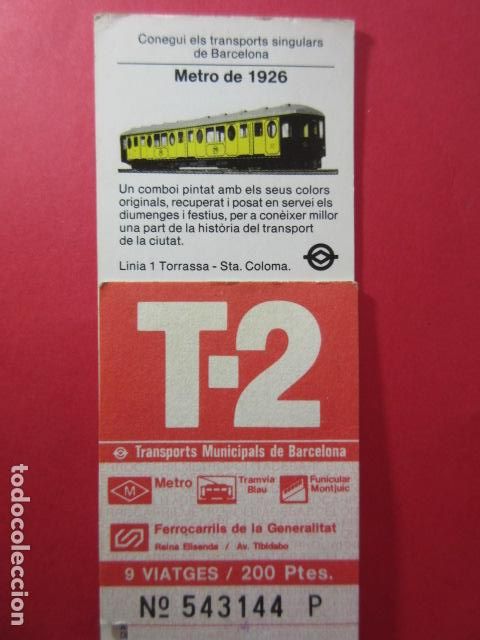 Conegui els transports singulars
de Barcelona
Metro de 1926
Un comboi pintat amb els seus colors
originals, recuperat i posat en servei els
diumenges i festius, per a conèixer millor
una part de la història del transport
de la ciutat.
Linia 1 Torrassa - Sta. Coloma.
T-2
Transports Municipals de Barcelona
M Metro
Tramvia
Blau
Funicular
Montjuic
Ferrocarrils de la Generalitat
Reina Elisenda / Av. Tibidabo
9 VIATGES / 200 Ptes.
Nº 543144 P
todocoleccion